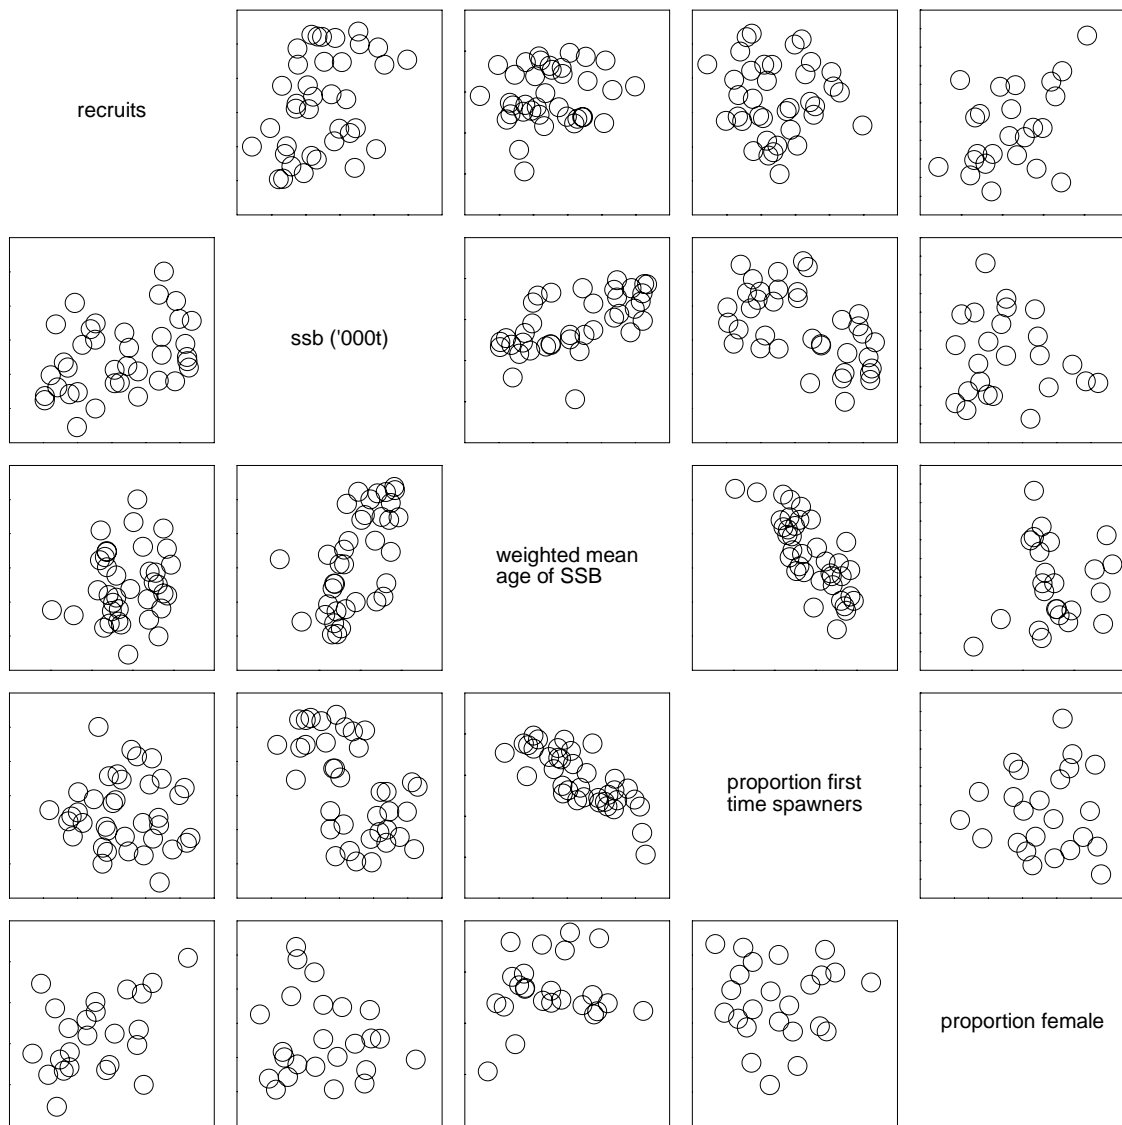 recruits
ssb ('000t)
weighted mean
age of SSB
proportion first
time spawners
proportion female